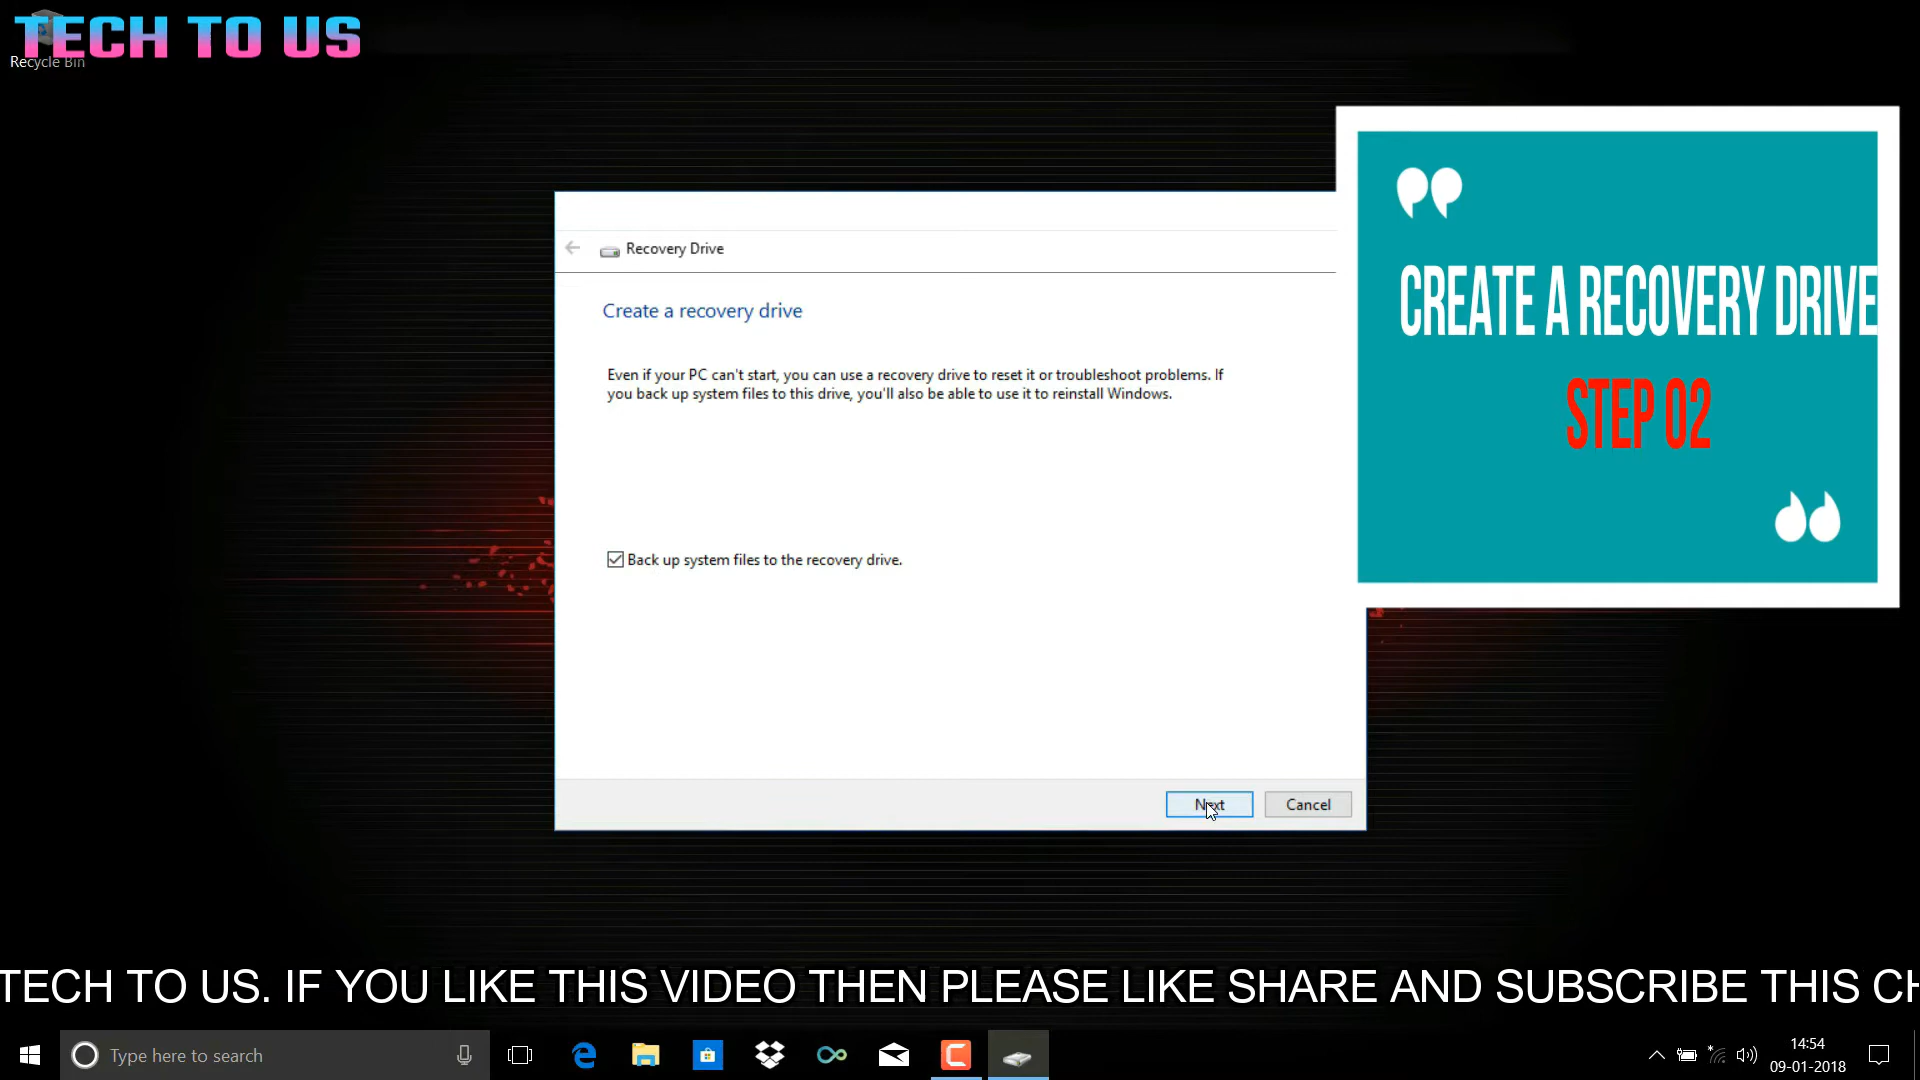 TECH TO US
Recycle Bin
Recovery Drive
Create a recovery drive
Even if your PC can't start, you can use a recovery drive to reset it or troubleshoot problems. If
you back up system files to this drive, you'll also be able to use it to reinstall Windows.
Back up system files to the recovery drive.
Next
Cancel
CREATE A RECOVERY DRIVE
STEP 02
TECH TO US. IF YOU LIKE THIS VIDEO THEN PLEASE LIKE SHARE AND SUBSCRIBE THIS CH
Type here to search
14:54
09-01-2018